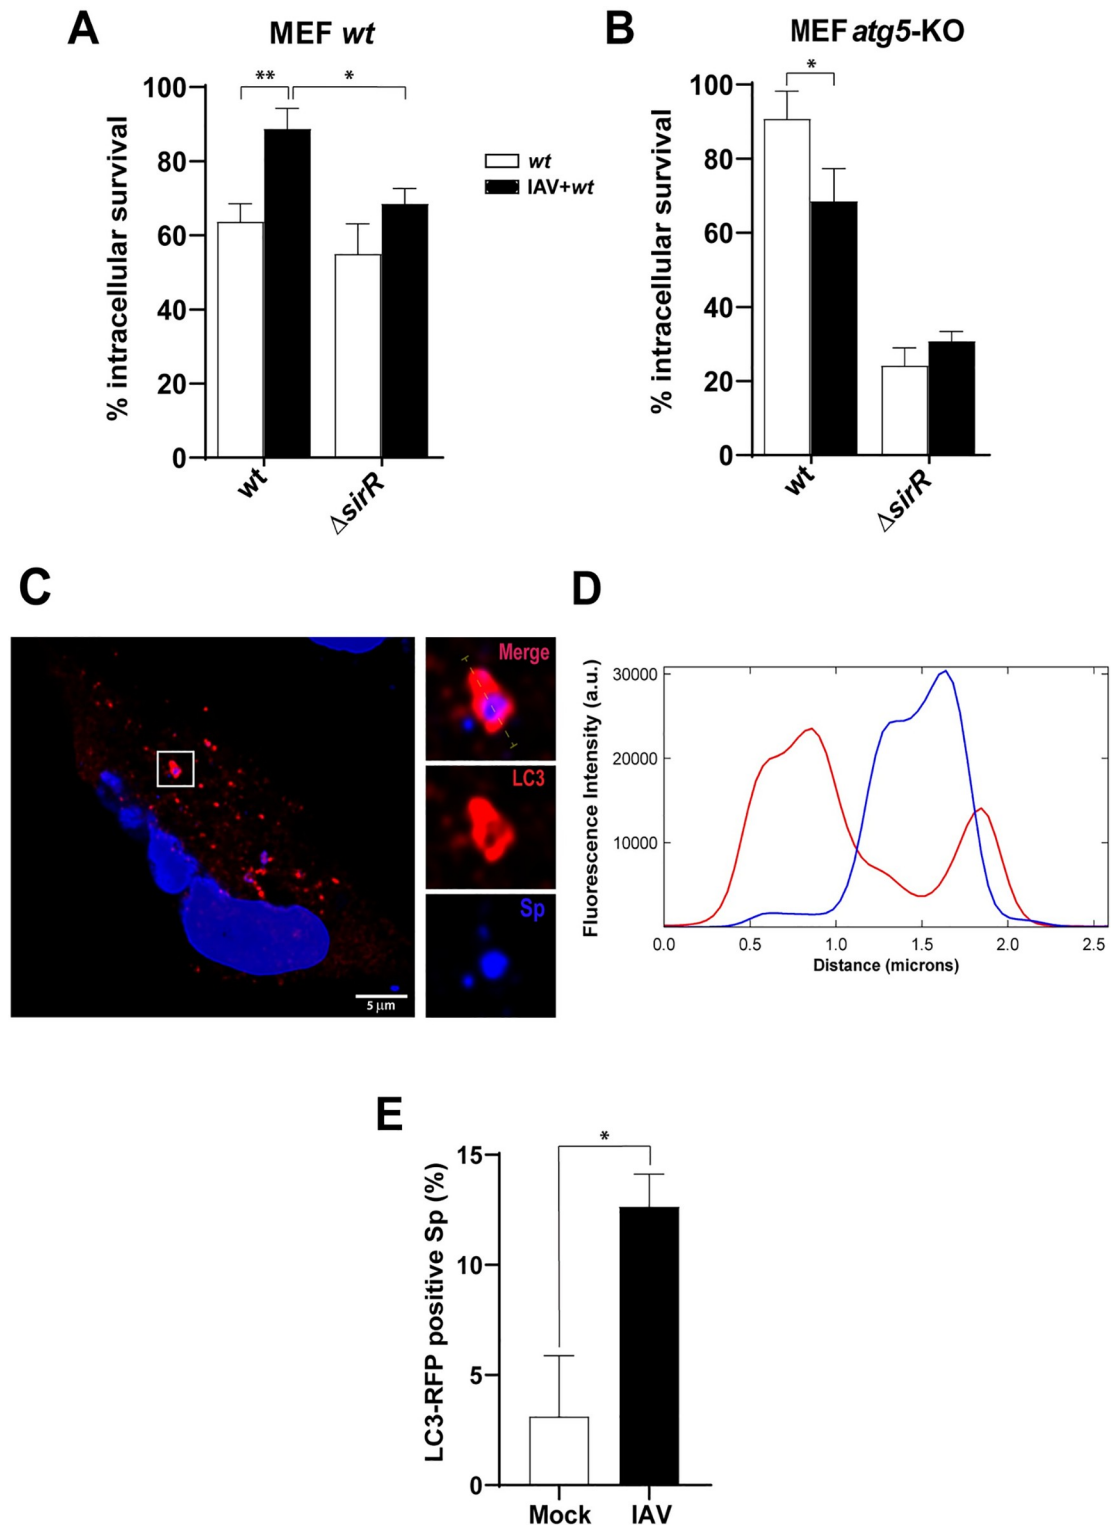 A
MEF wt
** *
% intracellular survival
100
80
60
40
20
0
wt
ΔsirR
wt
IAV+wt
B
MEF atg5-KO
*
% intracellular survival
100
80
60
40
20
0
wt
ΔsirR
C
Merge
LC3
Sp
5 µm
D
Fluorescence Intensity (a.u.)
30000
20000
10000
0.0 0.5 1.0 1.5 2.0 2.5
Distance (microns)
E
*
LC3-RFP positive Sp (%)
15
10
5
0
Mock IAV